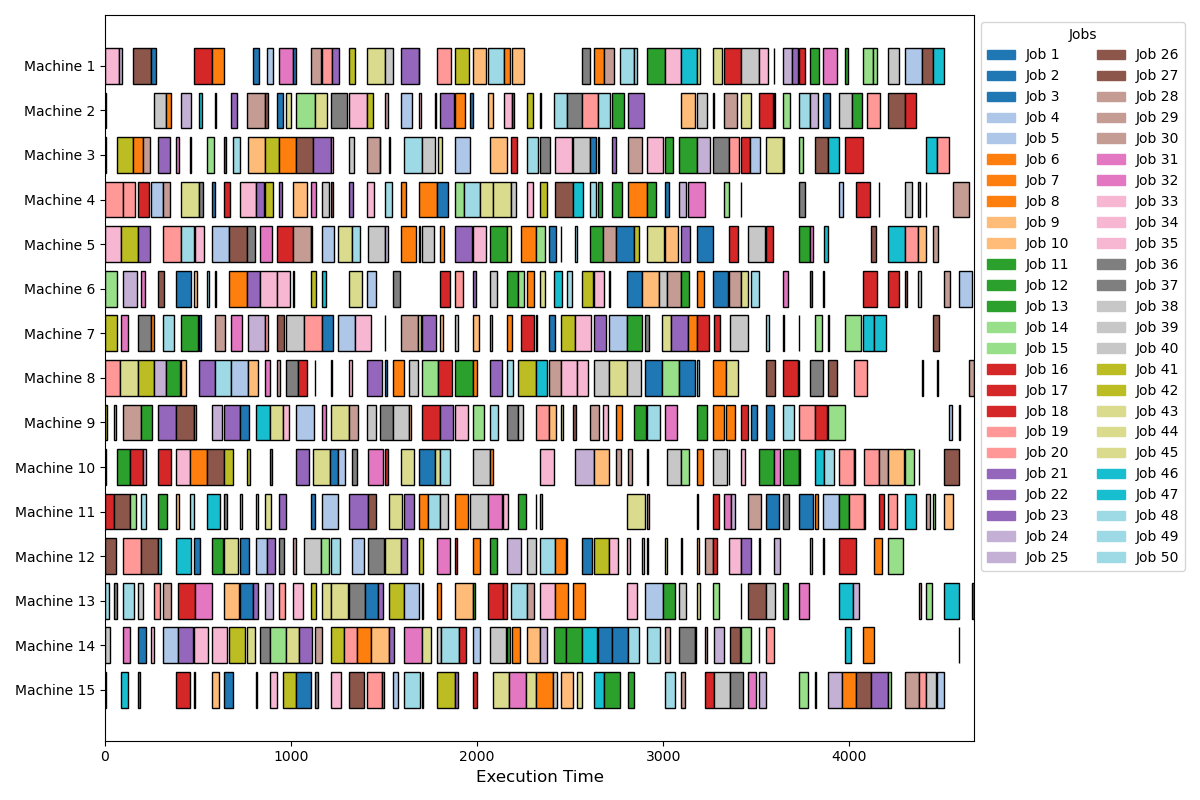 Machine 1
Machine 2
Machine 3
Machine 4
Machine 5
Machine 6
Machine 7
Machine 8
Machine 9
Machine 10
Machine 11
Machine 12
Machine 13
Machine 14
Machine 15
0 1000 2000 3000 4000
Execution Time
Jobs
Job 1
Job 2
Job 3
Job 4
Job 5
Job 6
Job 7
Job 8
Job 9
Job 10
Job 11
Job 12
Job 13
Job 14
Job 15
Job 16
Job 17
Job 18
Job 19
Job 20
Job 21
Job 22
Job 23
Job 24
Job 25
Job 26
Job 27
Job 28
Job 29
Job 30
Job 31
Job 32
Job 33
Job 34
Job 35
Job 36
Job 37
Job 38
Job 39
Job 40
Job 41
Job 42
Job 43
Job 44
Job 45
Job 46
Job 47
Job 48
Job 49
Job 50